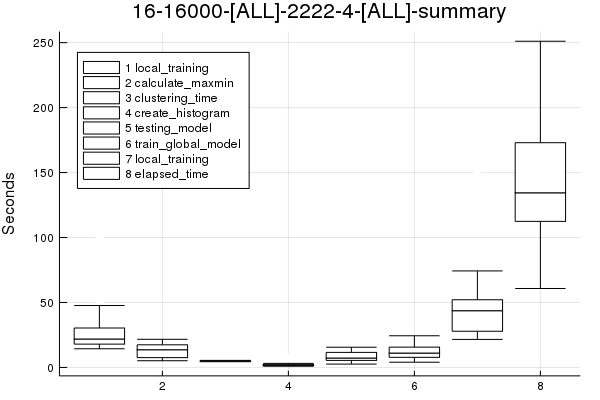 16-16000-[ALL]-2222-4-[ALL]-summary
250
200
150
100
50
0
Seconds
1 local_training
2 calculate_maxmin
3 clustering_time
4 create_histogram
5 testing_model
6 train_global_model
7 local_training
8 elapsed_time
2
4
6
8